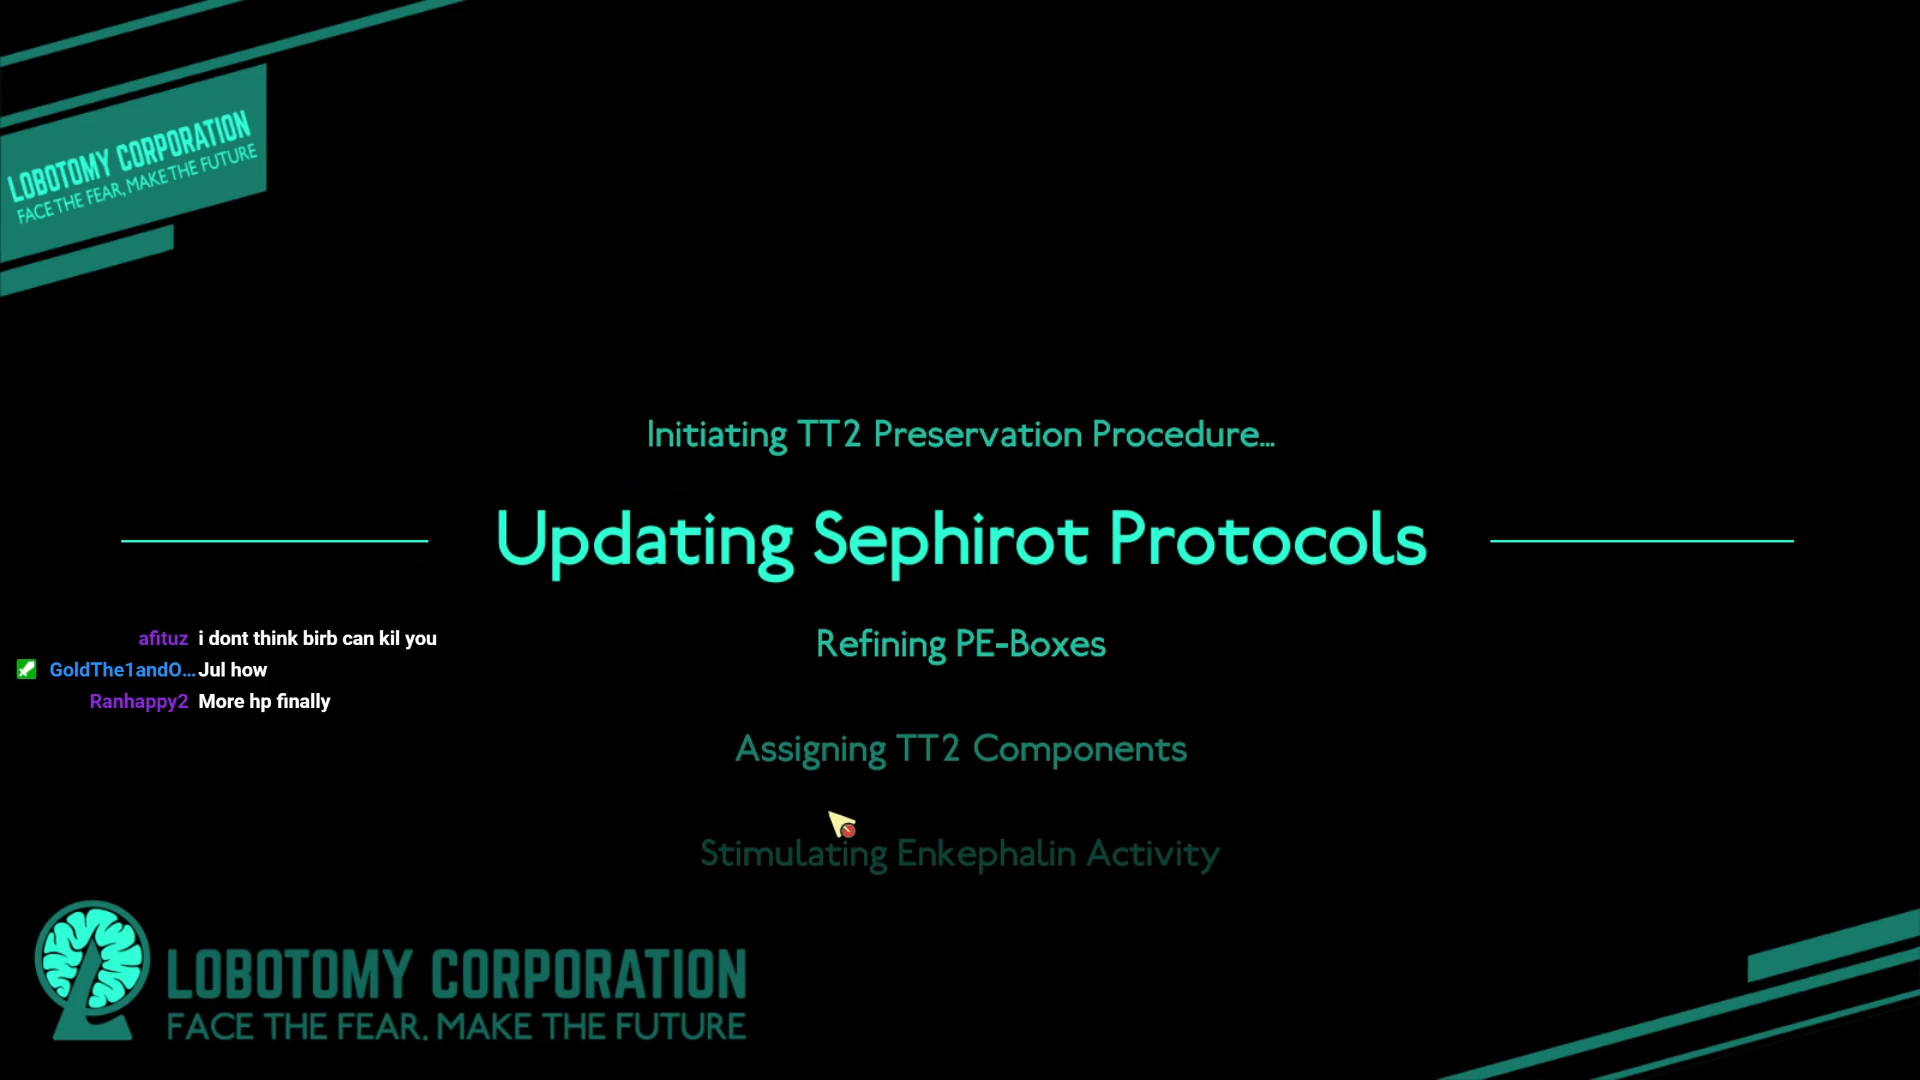 LOBOTOMY CORPORATION
FACE THE FEAR, MAKE THE FUTURE
Initiating TT2 Preservation Procedure...
Updating Sephirot Protocols
Refining PE-Boxes
afituz i dont think birb can kil you
GoldThe1andO... Jul how
Ranhappy2 More hp finally
Assigning TT2 Components
Stimulating Enkephalin Activity
LOBOTOMY CORPORATION
FACE THE FEAR. MAKE THE FUTURE